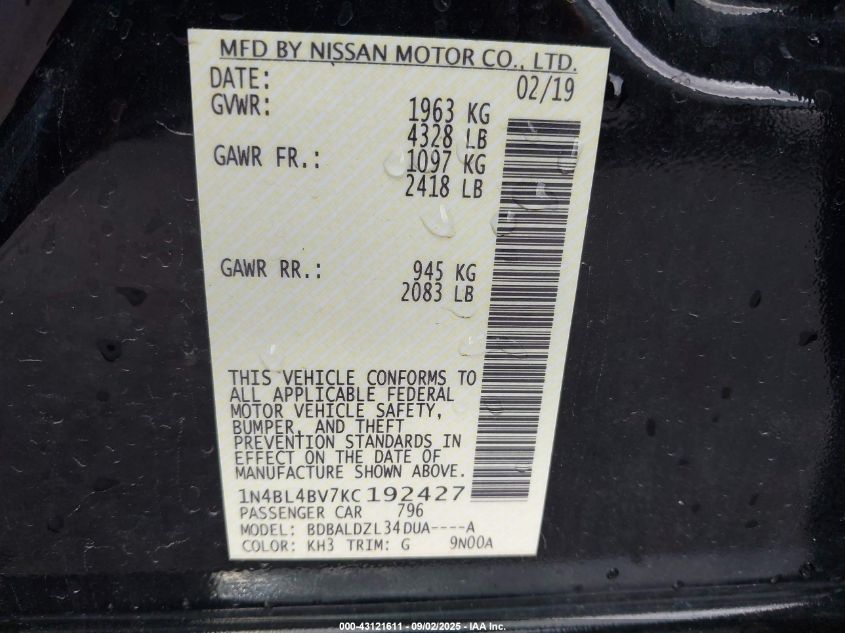 MFD BY NISSAN MOTOR CO., LTD.
DATE: 02/19
GVWR: 1963 KG
4328 LB
GAWR FR.: 1097 KG
2418 LB
GAWR RR.: 945 KG
2083 LB
THIS VEHICLE CONFORMS TO
ALL APPLICABLE FEDERAL
MOTOR VEHICLE SAFETY,
BUMPER, AND THEFT
PREVENTION STANDARDS IN
EFFECT ON THE DATE OF
MANUFACTURE SHOWN ABOVE.
1N4BL4BV7KC192427
PASSENGER CAR 796
MODEL: BDBALDZL34DUA----A
COLOR: KH3 TRIM: G 9N00A
000-43121611 - 09/02/2025 - IAA Inc.